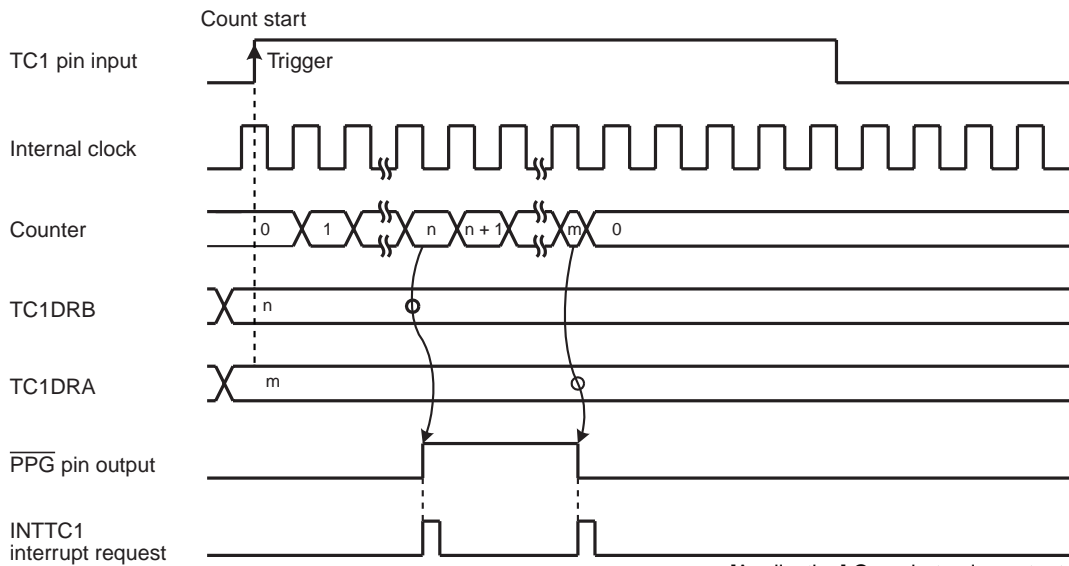 Count start
TC1 pin input
Trigger
Internal clock
Counter
0
1
n
n + 1
m
0
TC1DRB
n
TC1DRA
m
PPG pin output
INTTC1
interrupt request